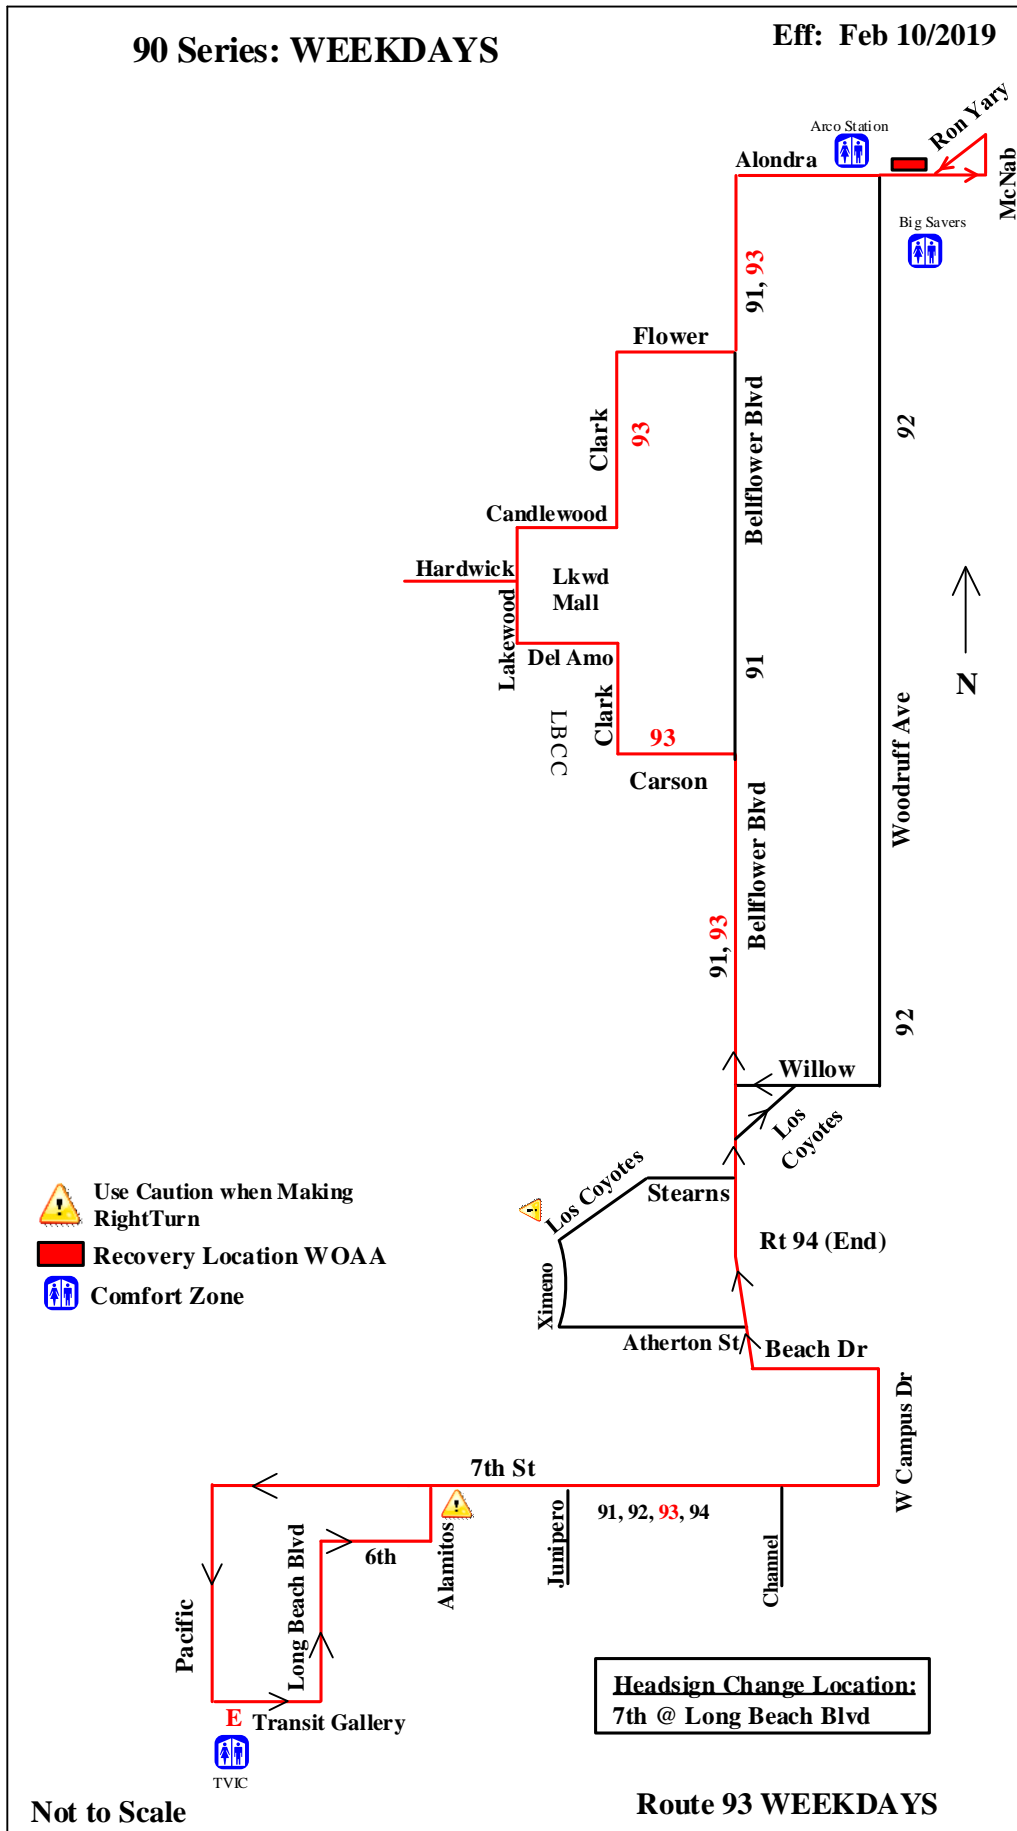 90 Series: WEEKDAYS
Eff: Feb 10/2019
Arco Station
Ron Yary
Alondra
McNab
Big Savers
91, 93
Flower
Clark
93
Bellflower Blvd
92
Candlewood
Hardwick
Lkwd
Mall
Lakewood
Del Amo
91
N
Clark
LBCC
93
Carson
Woodruff Ave
Bellflower Blvd
91, 93
92
Willow
Los
Coyotes
Los Coyotes
Stearns
Use Caution when Making
RightTurn
Recovery Location WOAA
Comfort Zone
Rt 94 (End)
Ximeno
Atherton St
Beach Dr
W Campus Dr
7th St
91, 92, 93, 94
Long Beach Blvd
6th
Alamitos
Junipero
Channel
Pacific
E
Transit Gallery
TVIC
Headsign Change Location:
7th @ Long Beach Blvd
Not to Scale
Route 93 WEEKDAYS